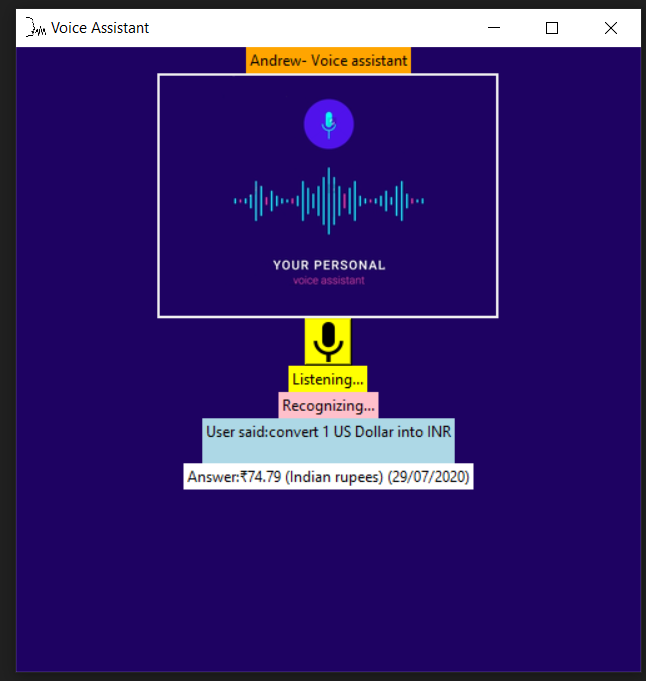 Voice Assistant
Andrew- Voice assistant
YOUR PERSONAL
voice assistant
Listening...
Recognizing...
User said:convert 1 US Dollar into INR
Answer:₹74.79 (Indian rupees) (29/07/2020)